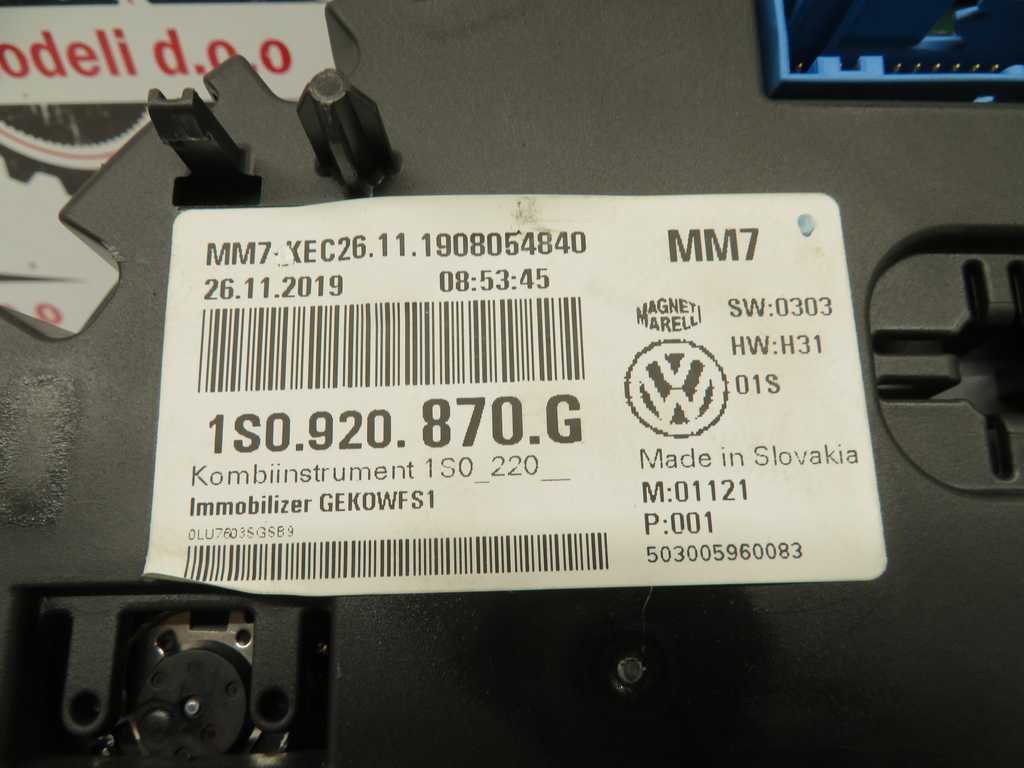 odeli d.o.o
o
MM7-XEC26.11.1908054840
26.11.2019 08:53:45
1S0.920.870.G
Kombiinstrument 1S0_220__
Immobilizer GEKOWFS1
0LU7603SGSB9
MM7
MAGNETI
MARELLI
SW:0303
HW:H31
01S
Made in Slovakia
M:01121
P:001
503005960083